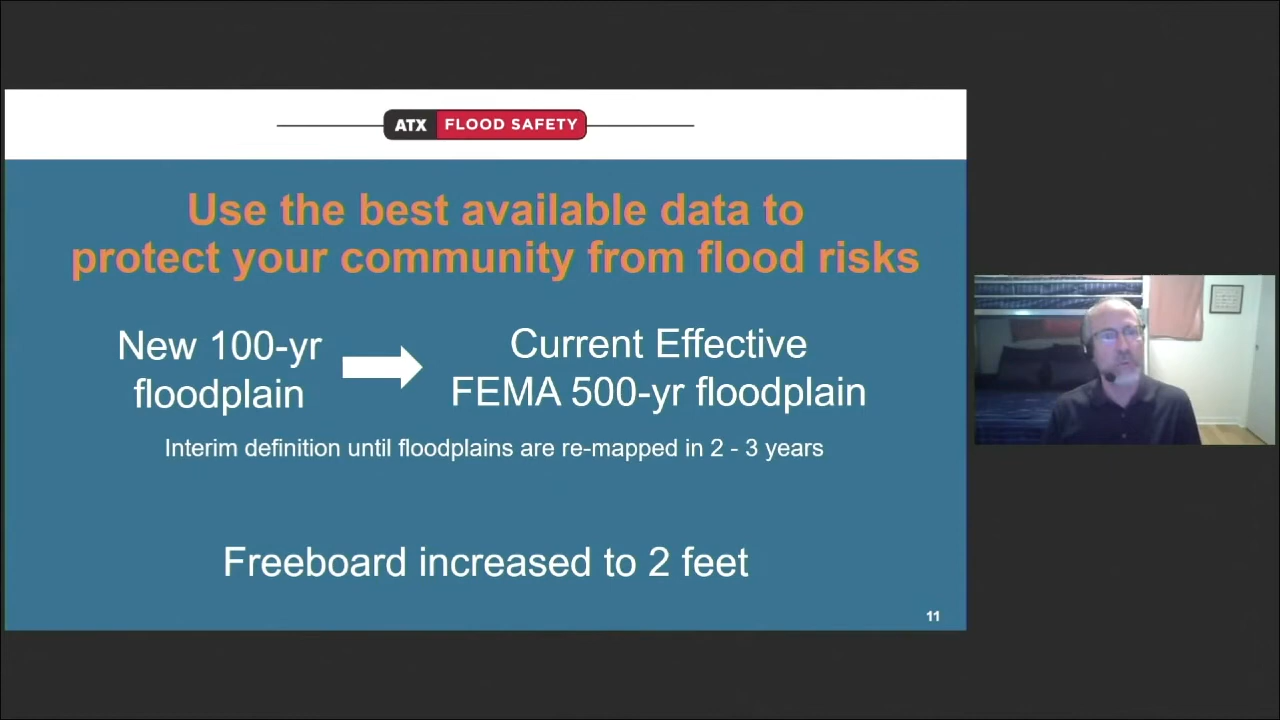 ATX FLOOD SAFETY
Use the best available data to
protect your community from flood risks
New 100-yr
floodplain
Current Effective
FEMA 500-yr floodplain
Interim definition until floodplains are re-mapped in 2 - 3 years
Freeboard increased to 2 feet
11